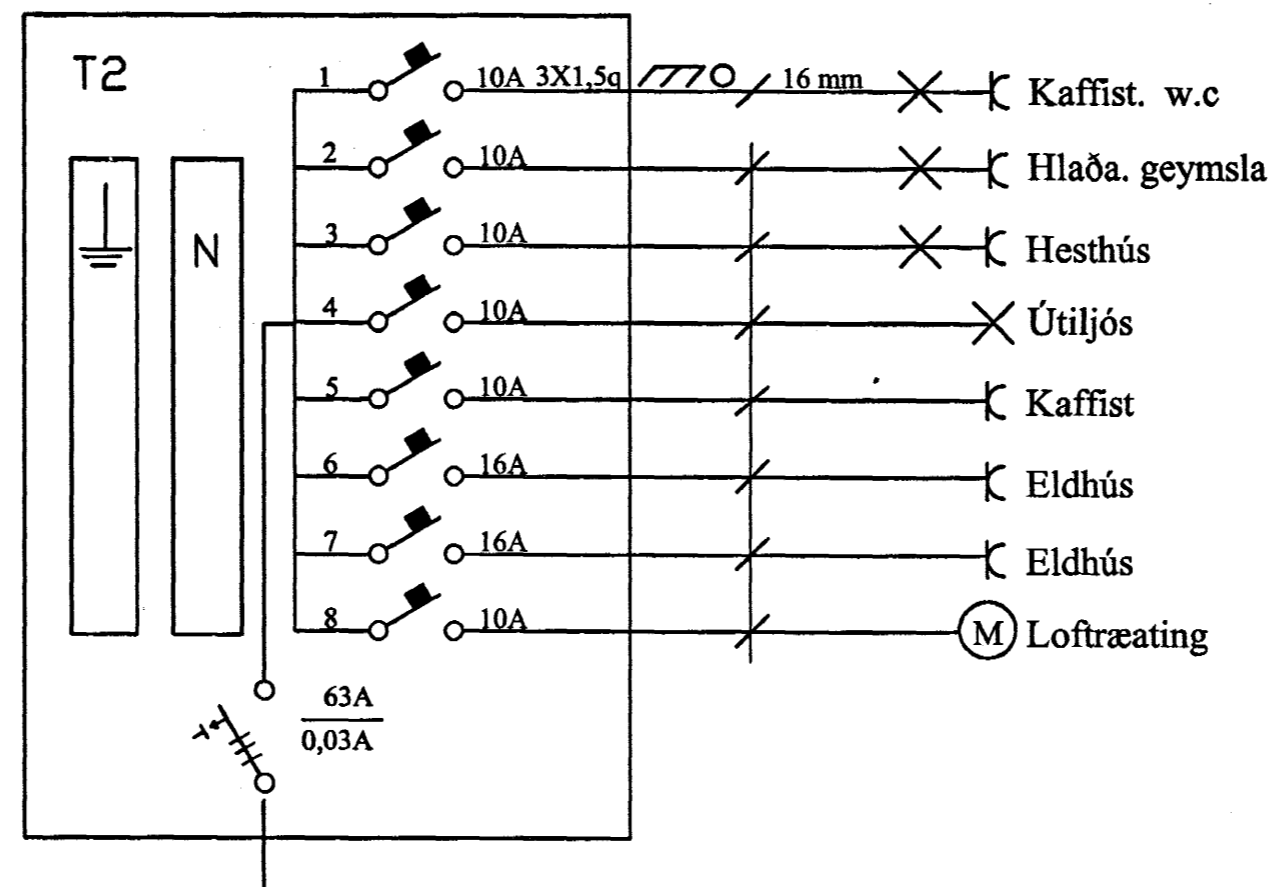 T2
1 10A 3X1,5q 16 mm Kaffist. w.c
2 10A Hlaða. geymsla
N 3 10A Hesthús
4 10A Útiljós
5 10A Kaffist
6 16A Eldhús
7 16A Eldhús
8 10A M Loftræating
63A
0,03A